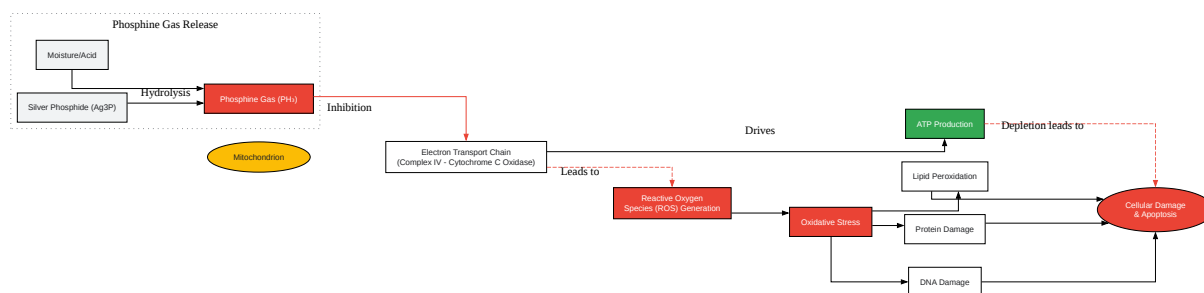 Phosphine Gas Release
Moisture/Acid
Hydrolysis
Silver Phosphide (Ag3P)
Phosphine Gas (PH₃)
Inhibition
Mitochondrion
Electron Transport Chain
(Complex IV - Cytochrome C Oxidase)
Drives
ATP Production
Depletion leads to
Leads to
Reactive Oxygen
Species (ROS) Generation
Oxidative Stress
Lipid Peroxidation
Protein Damage
DNA Damage
Cellular Damage
& Apoptosis